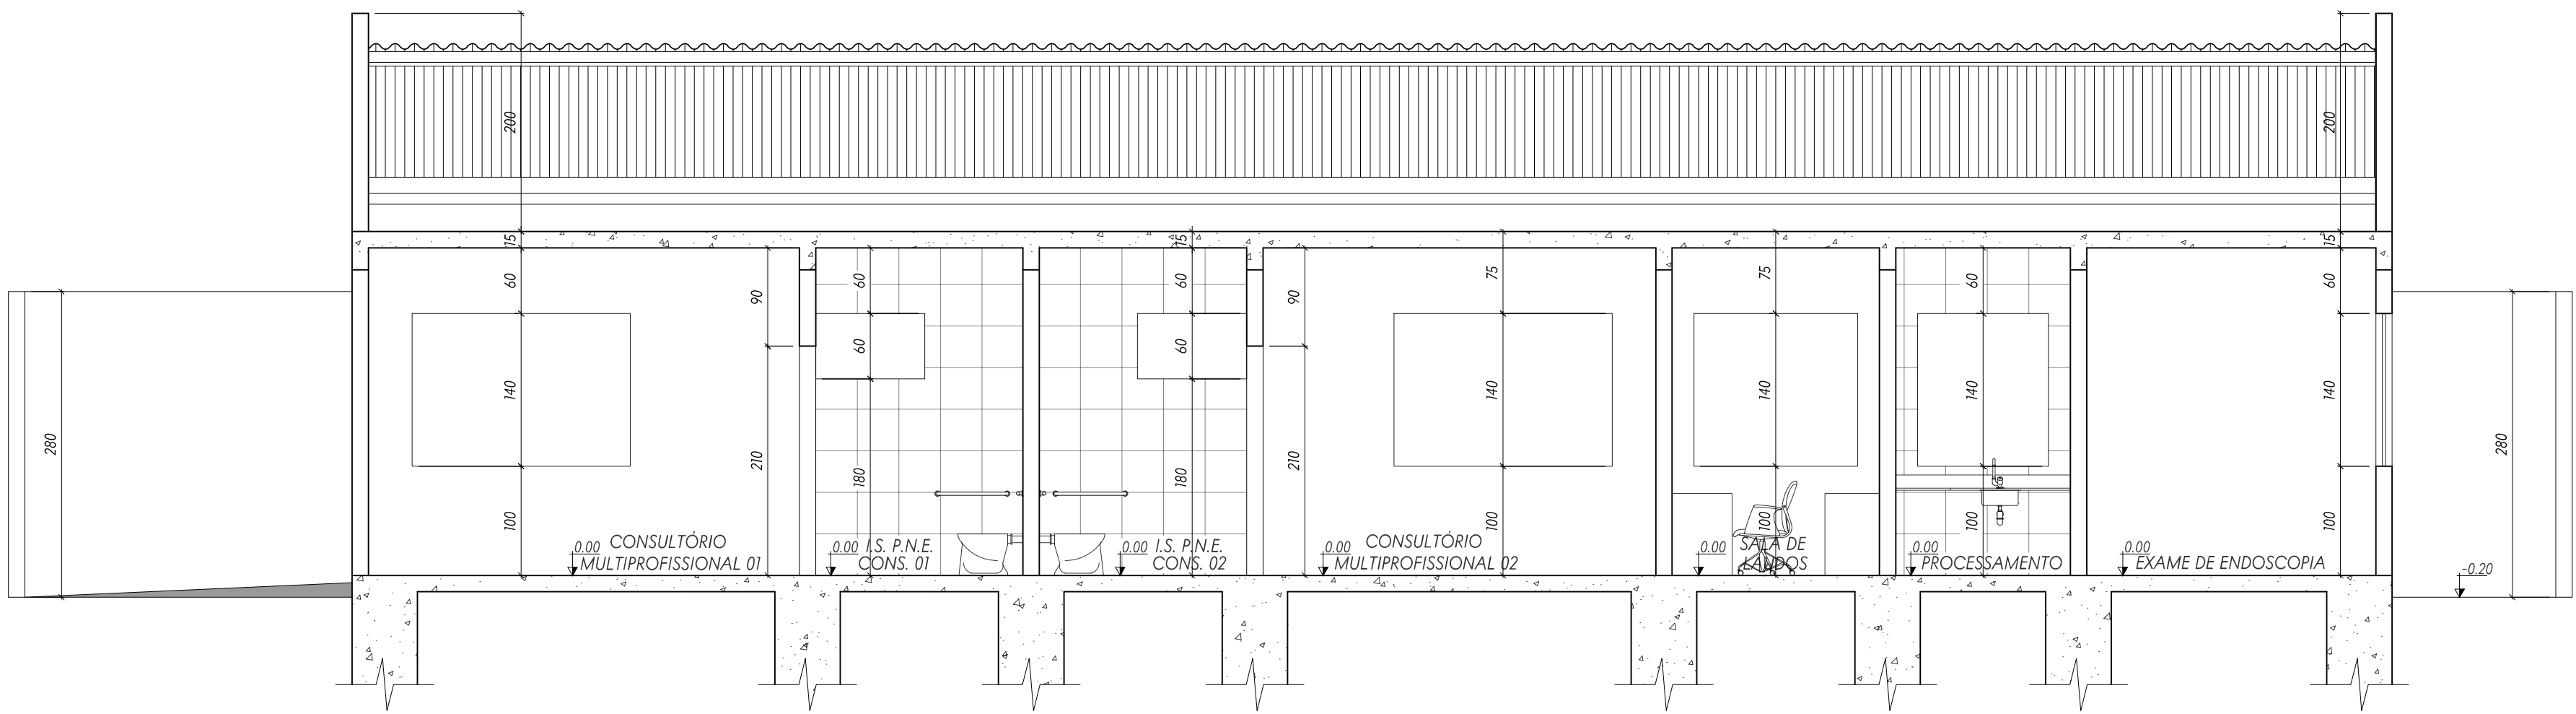 200
200
15
15
15
60
90
60
60
90
75
75
60
60
280
140
60
60
140
140
140
140
280
210
180
180
210
100
100
100
100
100
0.00 CONSULTÓRIO
MULTIPROFISSIONAL 01
0.00 I.S. P.N.E.
CONS. 01
0.00 I.S. P.N.E.
CONS. 02
0.00 CONSULTÓRIO
MULTIPROFISSIONAL 02
0.00 SALA DE
LAUDOS
0.00
PROCESSAMENTO
0.00
EXAME DE ENDOSCOPIA
-0.20